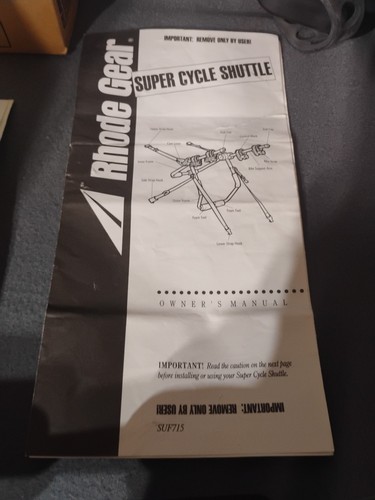 IMPORTANT: REMOVE ONLY BY USER!
Rhode Gear®
SUPER CYCLE SHUTTLE
OWNER'S MANUAL
IMPORTANT! Read the caution on the next page
before installing or using your Super Cycle Shuttle.
IMPORTANT: REMOVE ONLY BY USER!
SUF715